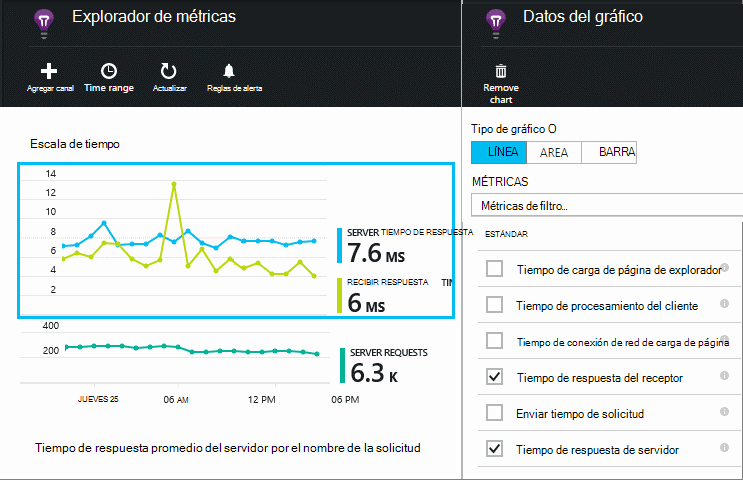 Explorador de métricas
Agregar canal
Time range
Actualizar
Reglas de alerta
Escala de tiempo
14
12
10
8
6
4
2
SERVER TIEMPO DE RESPUESTA
7.6 MS
RECIBIR RESPUESTA TIM
6 MS
400
200
SERVER REQUESTS
6.3 K
JUEVES 25
06 AM
12 PM
06 PM
Tiempo de respuesta promedio del servidor por el nombre de la solicitud
Datos del gráfico
Remove
chart
Tipo de gráfico O
LÍNEA
AREA
BARRA
MÉTRICAS
Métricas de filtro...
ESTÁNDAR
Tiempo de carga de página de explorador
Tiempo de procesamiento del cliente
Tiempo de conexión de red de carga de página
Tiempo de respuesta del receptor
Enviar tiempo de solicitud
Tiempo de respuesta de servidor